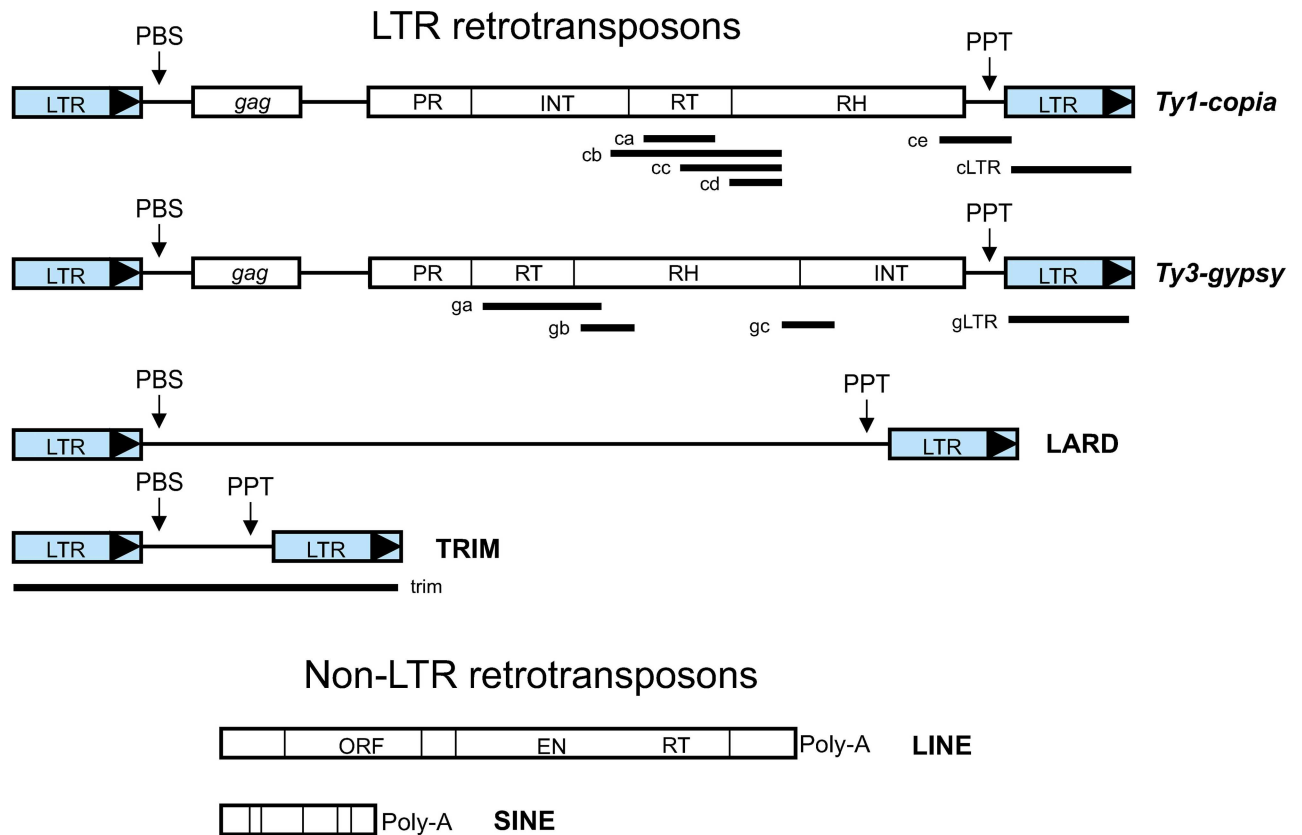 LTR retrotransposons
PBS PPT
LTR gag PR INT RT RH LTR Ty1-copia
ca ce
cb
cc cLTR
cd
PBS PPT
LTR gag PR RT RH INT LTR Ty3-gypsy
ga gLTR
gb gc
PBS PPT
LTR LTR LARD
PBS PPT
LTR LTR TRIM
trim
Non-LTR retrotransposons
ORF EN RT Poly-A LINE
Poly-A SINE